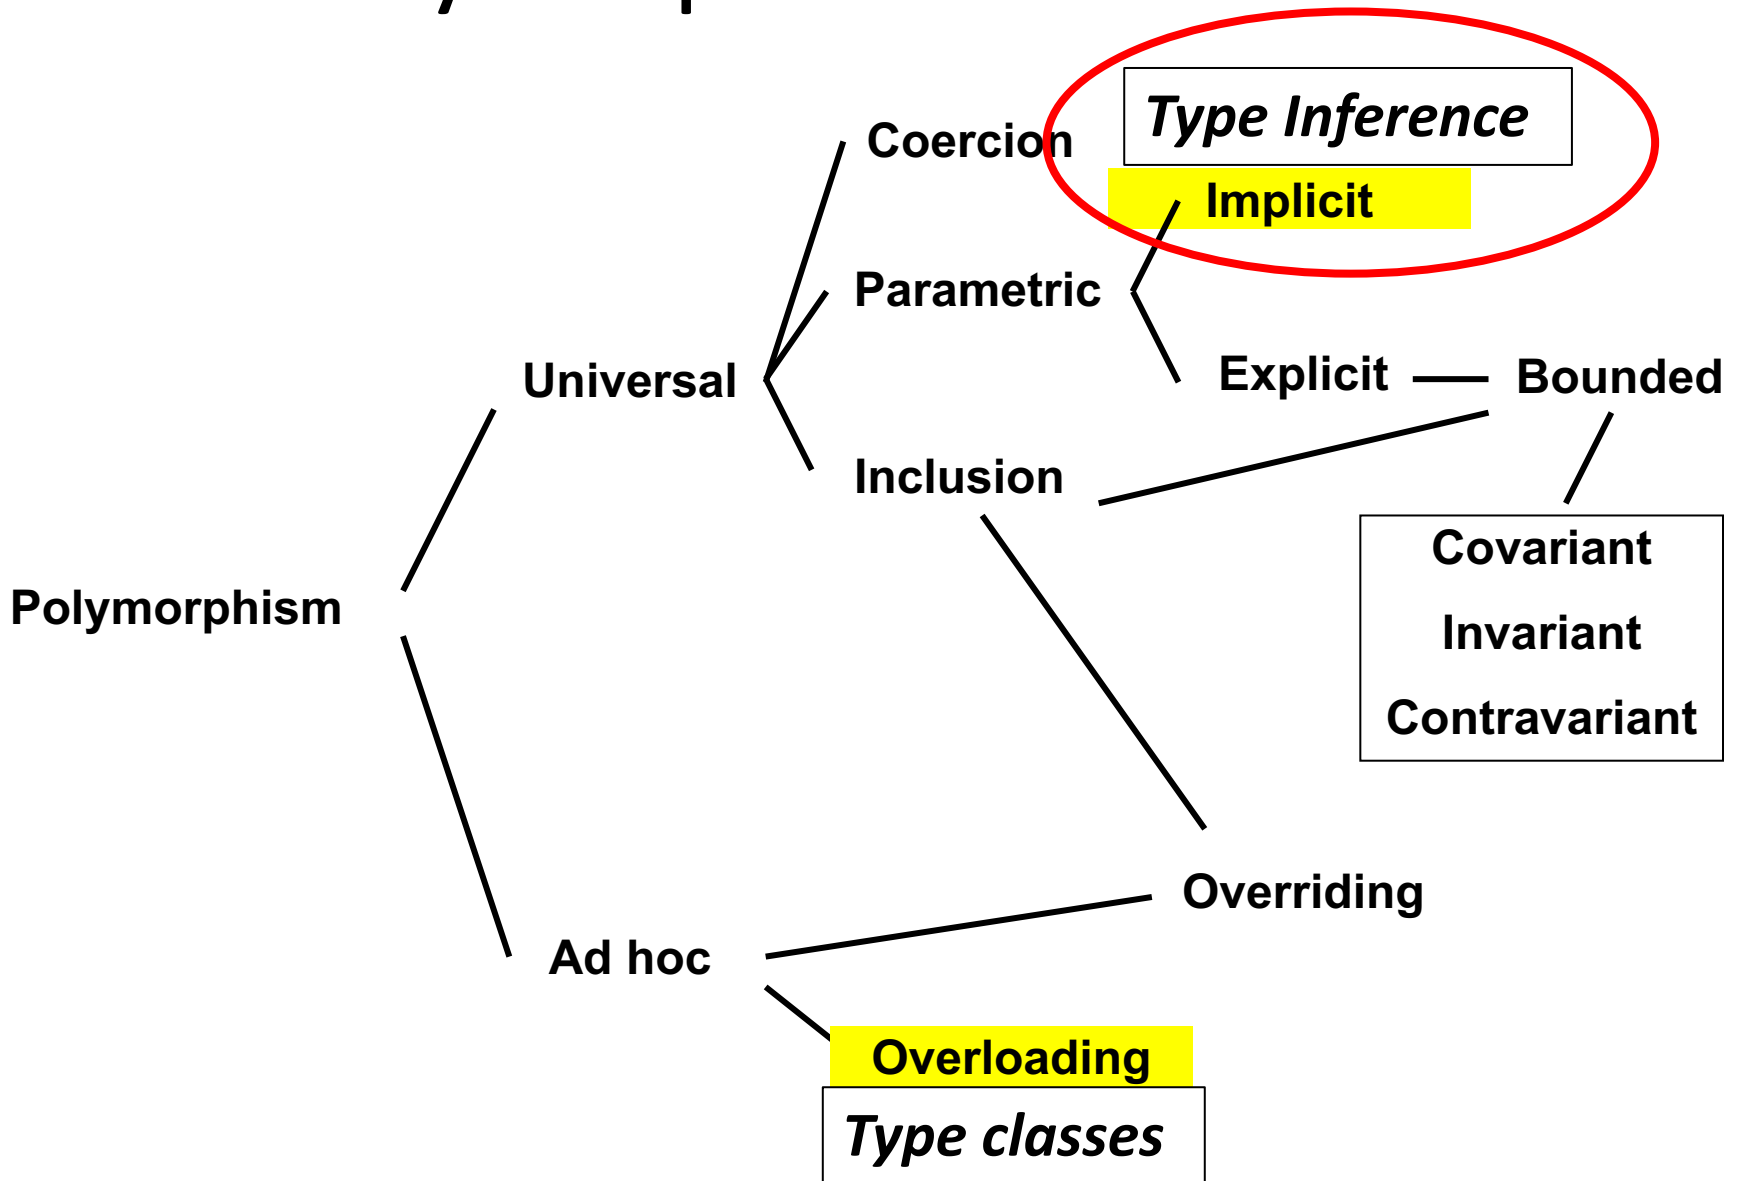 Type Inference
Coercion
Implicit
Parametric
Explicit
Bounded
Universal
Inclusion
Covariant
Invariant
Contravariant
Polymorphism
Overriding
Ad hoc
Overloading
Type classes